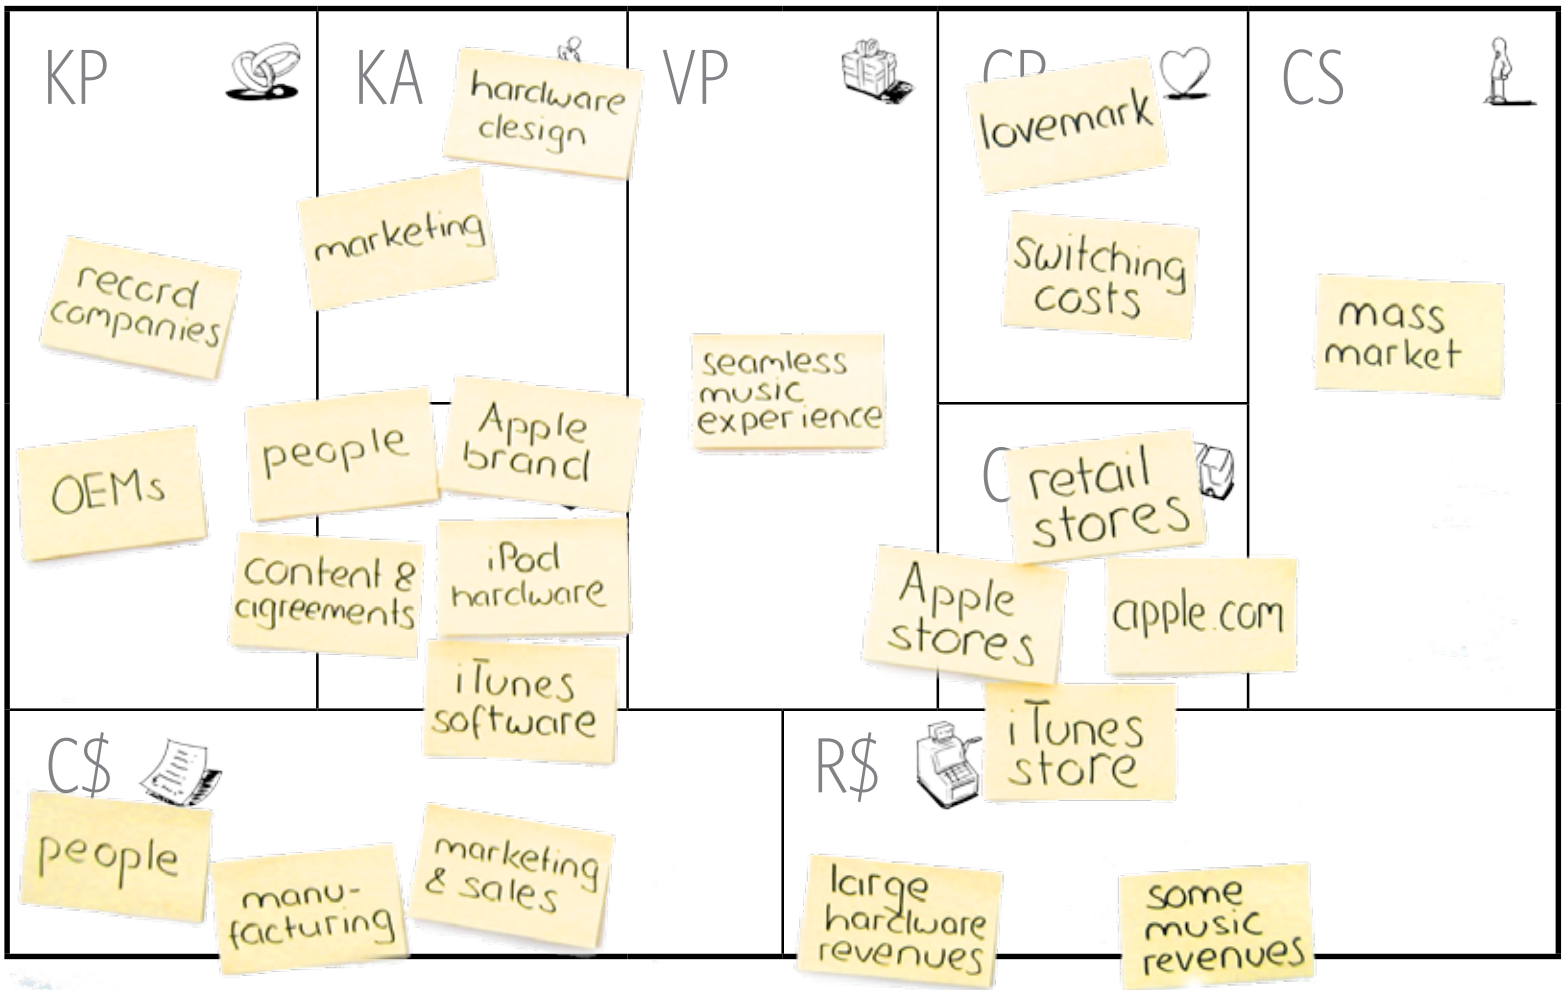 KP
record
companies
OEMs
KA
hardware
design
marketing
people
Apple
brand
content &
agreements
iPod
hardware
iTunes
software
VP
seamless
music
experience
lovemark
switching
costs
retail
stores
Apple
stores
apple.com
iTunes
store
CS
mass
market
C$
people
manu-
facturing
marketing
& sales
R$
large
hardware
revenues
some
music
revenues